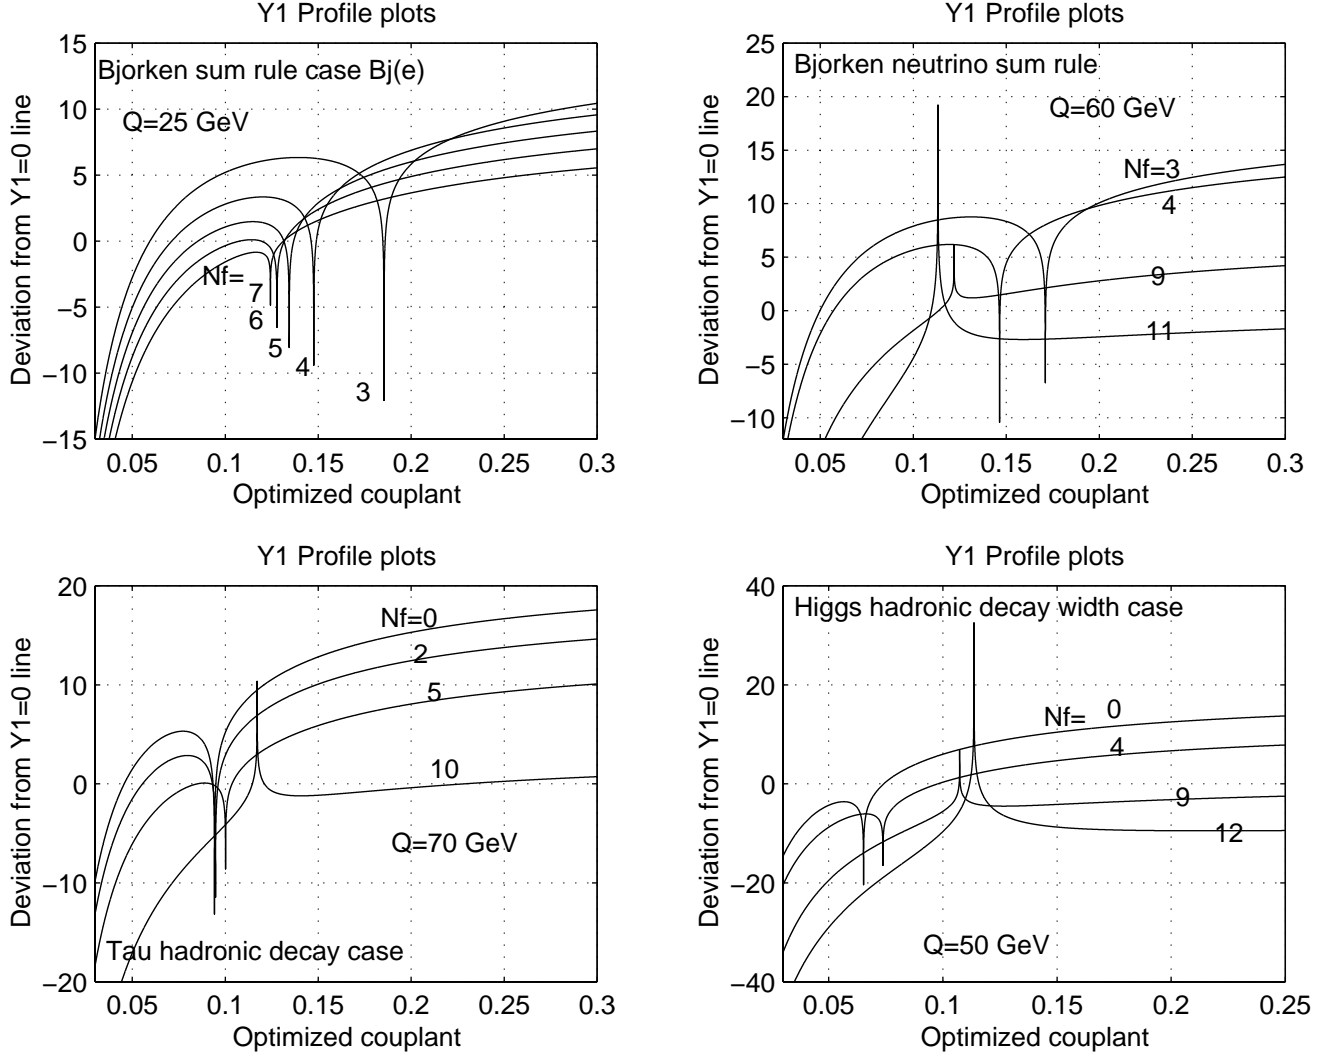 Y1 Profile plots
Deviation from Y1=0 line
15
10
5
0
−5
−10
−15
Bjorken sum rule case Bj(e)
Q=25 GeV
Nf=
7
6
5
4
3
0.05
0.1
0.15
0.2
0.25
0.3
Optimized couplant
Y1 Profile plots
Deviation from Y1=0 line
25
20
15
10
5
0
−5
−10
Bjorken neutrino sum rule
Q=60 GeV
Nf=3
4
9
11
0.05
0.1
0.15
0.2
0.25
0.3
Optimized couplant
Y1 Profile plots
Deviation from Y1=0 line
20
10
0
−10
−20
Nf=0
2
5
10
Q=70 GeV
Tau hadronic decay case
0.05
0.1
0.15
0.2
0.25
0.3
Optimized couplant
Y1 Profile plots
Deviation from Y1=0 line
40
20
0
−20
−40
Higgs hadronic decay width case
Nf=
0
4
9
12
Q=50 GeV
0.05
0.1
0.15
0.2
0.25
Optimized couplant